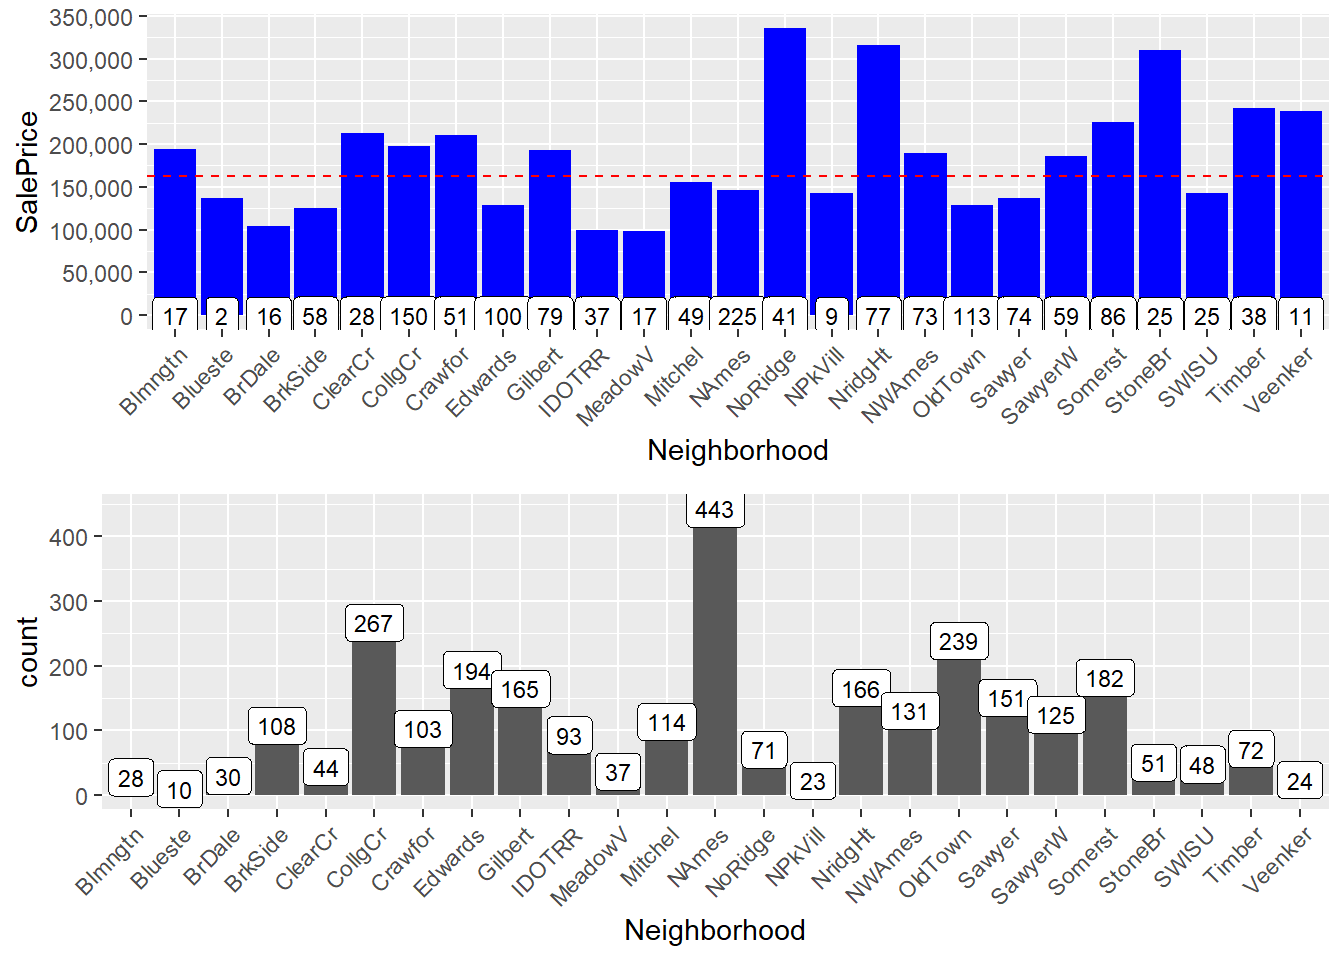 350,000
300,000
250,000
200,000
150,000
100,000
50,000
0
SalePrice
17 2 16 58 28 150 51 100 79 37 17 49 225 41 9 77 73 113 74 59 86 25 25 38 11
Blmngtn Blueste BrDale BrkSide ClearCr CollgCr Crawfor Edwards Gilbert IDOTRR MeadowV Mitchel NAmes NoRidge NPkVill NridgHt NWAmes OldTown Sawyer SawyerW Somerst StoneBr SWISU Timber Veenker
Neighborhood
400
300
200
100
0
count
28 10 30 108 44 267 103 194 165 93 37 114 443 71 23 166 131 239 151 125 182 51 48 72 24
Blmngtn Blueste BrDale BrkSide ClearCr CollgCr Crawfor Edwards Gilbert IDOTRR MeadowV Mitchel NAmes NoRidge NPkVill NridgHt NWAmes OldTown Sawyer SawyerW Somerst StoneBr SWISU Timber Veenker
Neighborhood